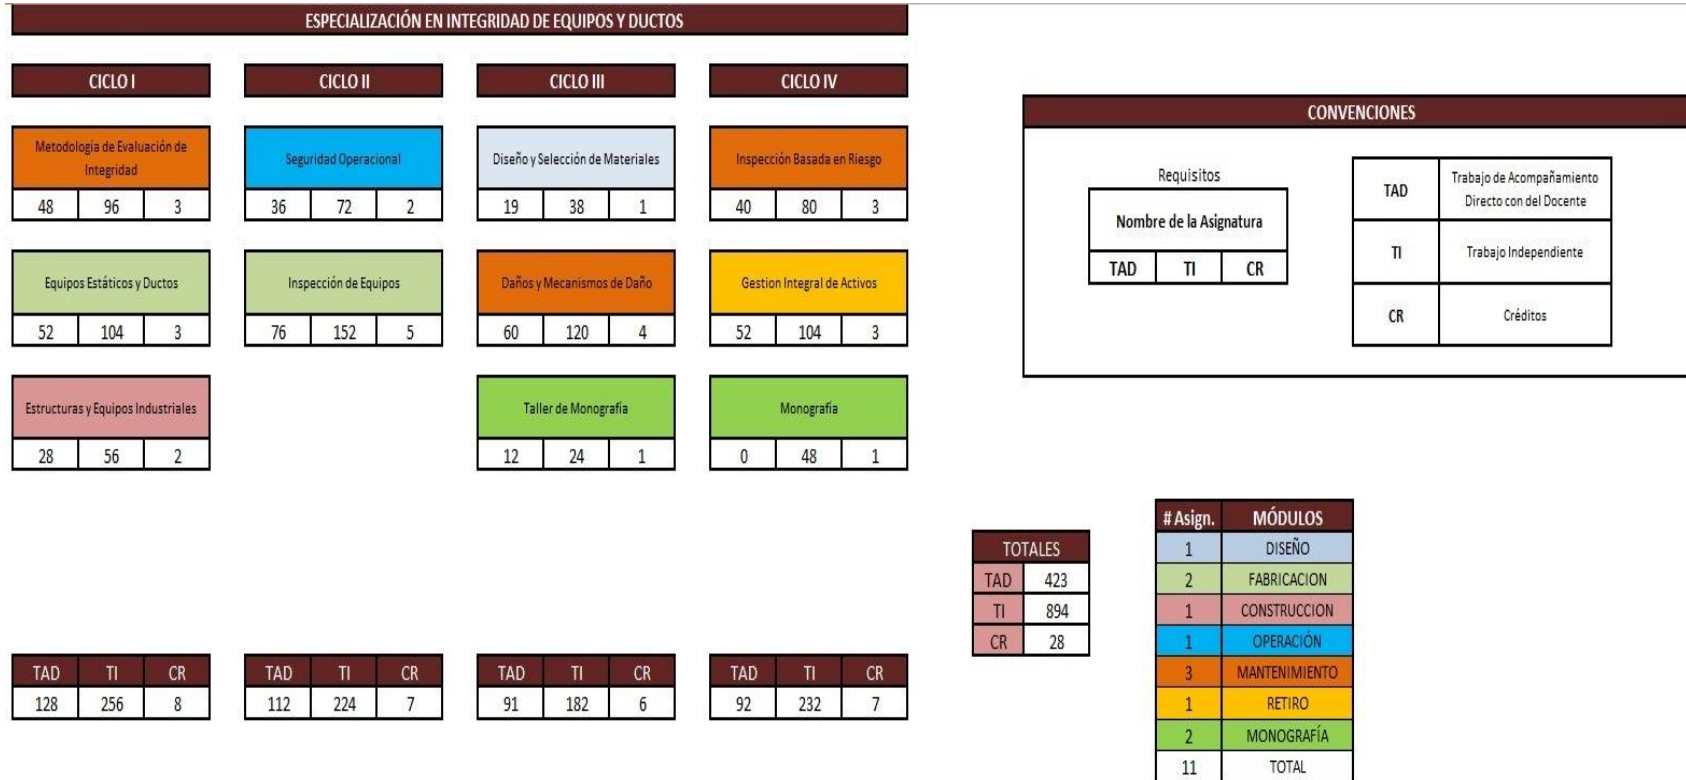 ESPECIALIZACIÓN EN INTEGRIDAD DE EQUIPOS Y DUCTOS
CICLO I
Metodología de Evaluación de
Integridad
48 96 3
Equipos Estáticos y Ductos
52 104 3
Estructuras y Equipos Industriales
28 56 2
TAD TI CR
128 256 8
CICLO II
Seguridad Operacional
36 72 2
Inspección de Equipos
76 152 5
TAD TI CR
112 224 7
CICLO III
Diseño y Selección de Materiales
19 38 1
Daños y Mecanismos de Daño
60 120 4
Taller de Monografía
12 24 1
TAD TI CR
91 182 6
CICLO IV
Inspección Basada en Riesgo
40 80 3
Gestion Integral de Activos
52 104 3
Monografía
0 48 1
TAD TI CR
92 232 7
CONVENCIONES
Requisitos
Nombre de la Asignatura
TAD TI CR
TAD Trabajo de Acompañamiento
Directo con del Docente
TI Trabajo Independiente
CR Créditos
TOTALES
TAD 423
TI 894
CR 28
# Asign. MÓDULOS
1 DISEÑO
2 FABRICACION
1 CONSTRUCCION
1 OPERACIÓN
3 MANTENIMIENTO
1 RETIRO
2 MONOGRAFÍA
11 TOTAL